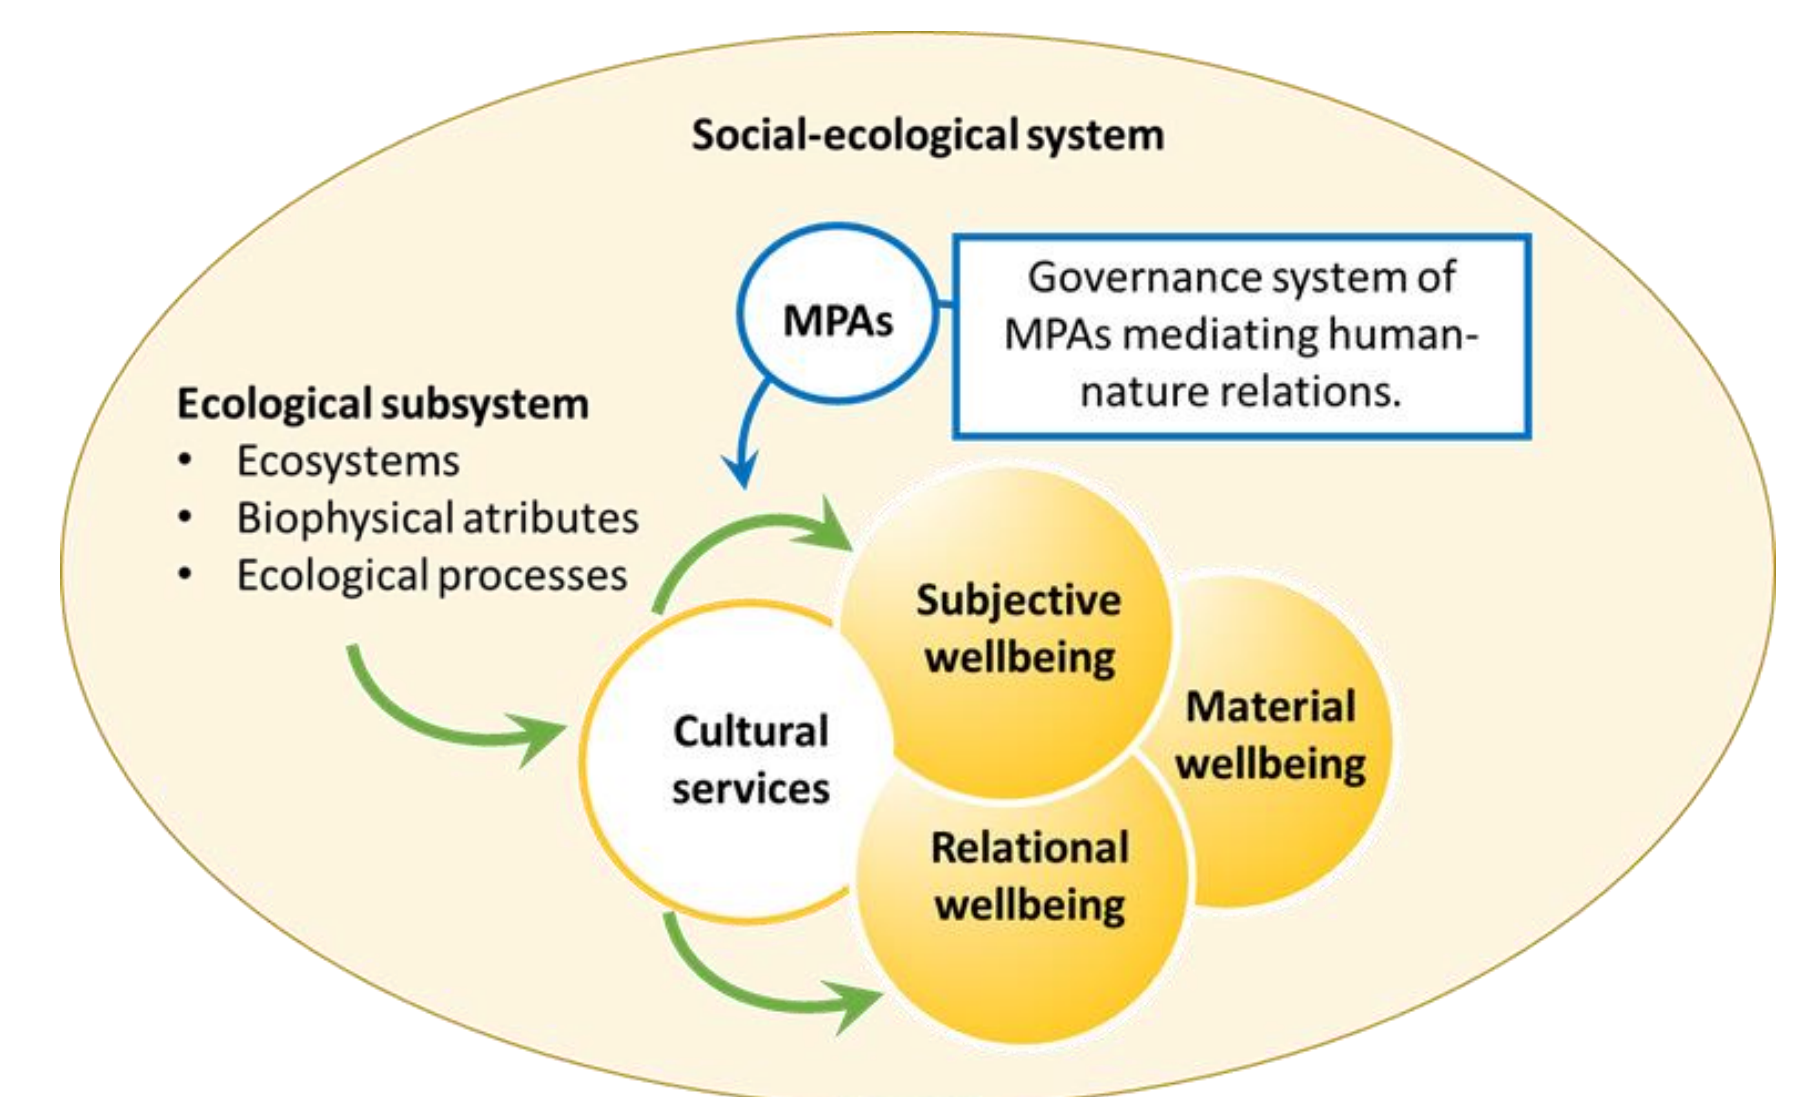 Social-ecological system
MPAs
Governance system of
MPAs mediating human-
nature relations.
Ecological subsystem
• Ecosystems
• Biophysical atributes
• Ecological processes
Subjective
wellbeing
Material
wellbeing
Cultural
services
Relational
wellbeing